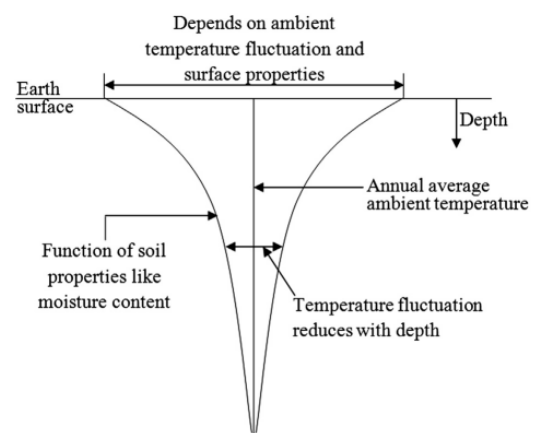 Depends on ambient
temperature fluctuation and
surface properties
Earth
surface
Depth
Annual average
ambient temperature
Function of soil
properties like
moisture content
Temperature fluctuation
reduces with depth